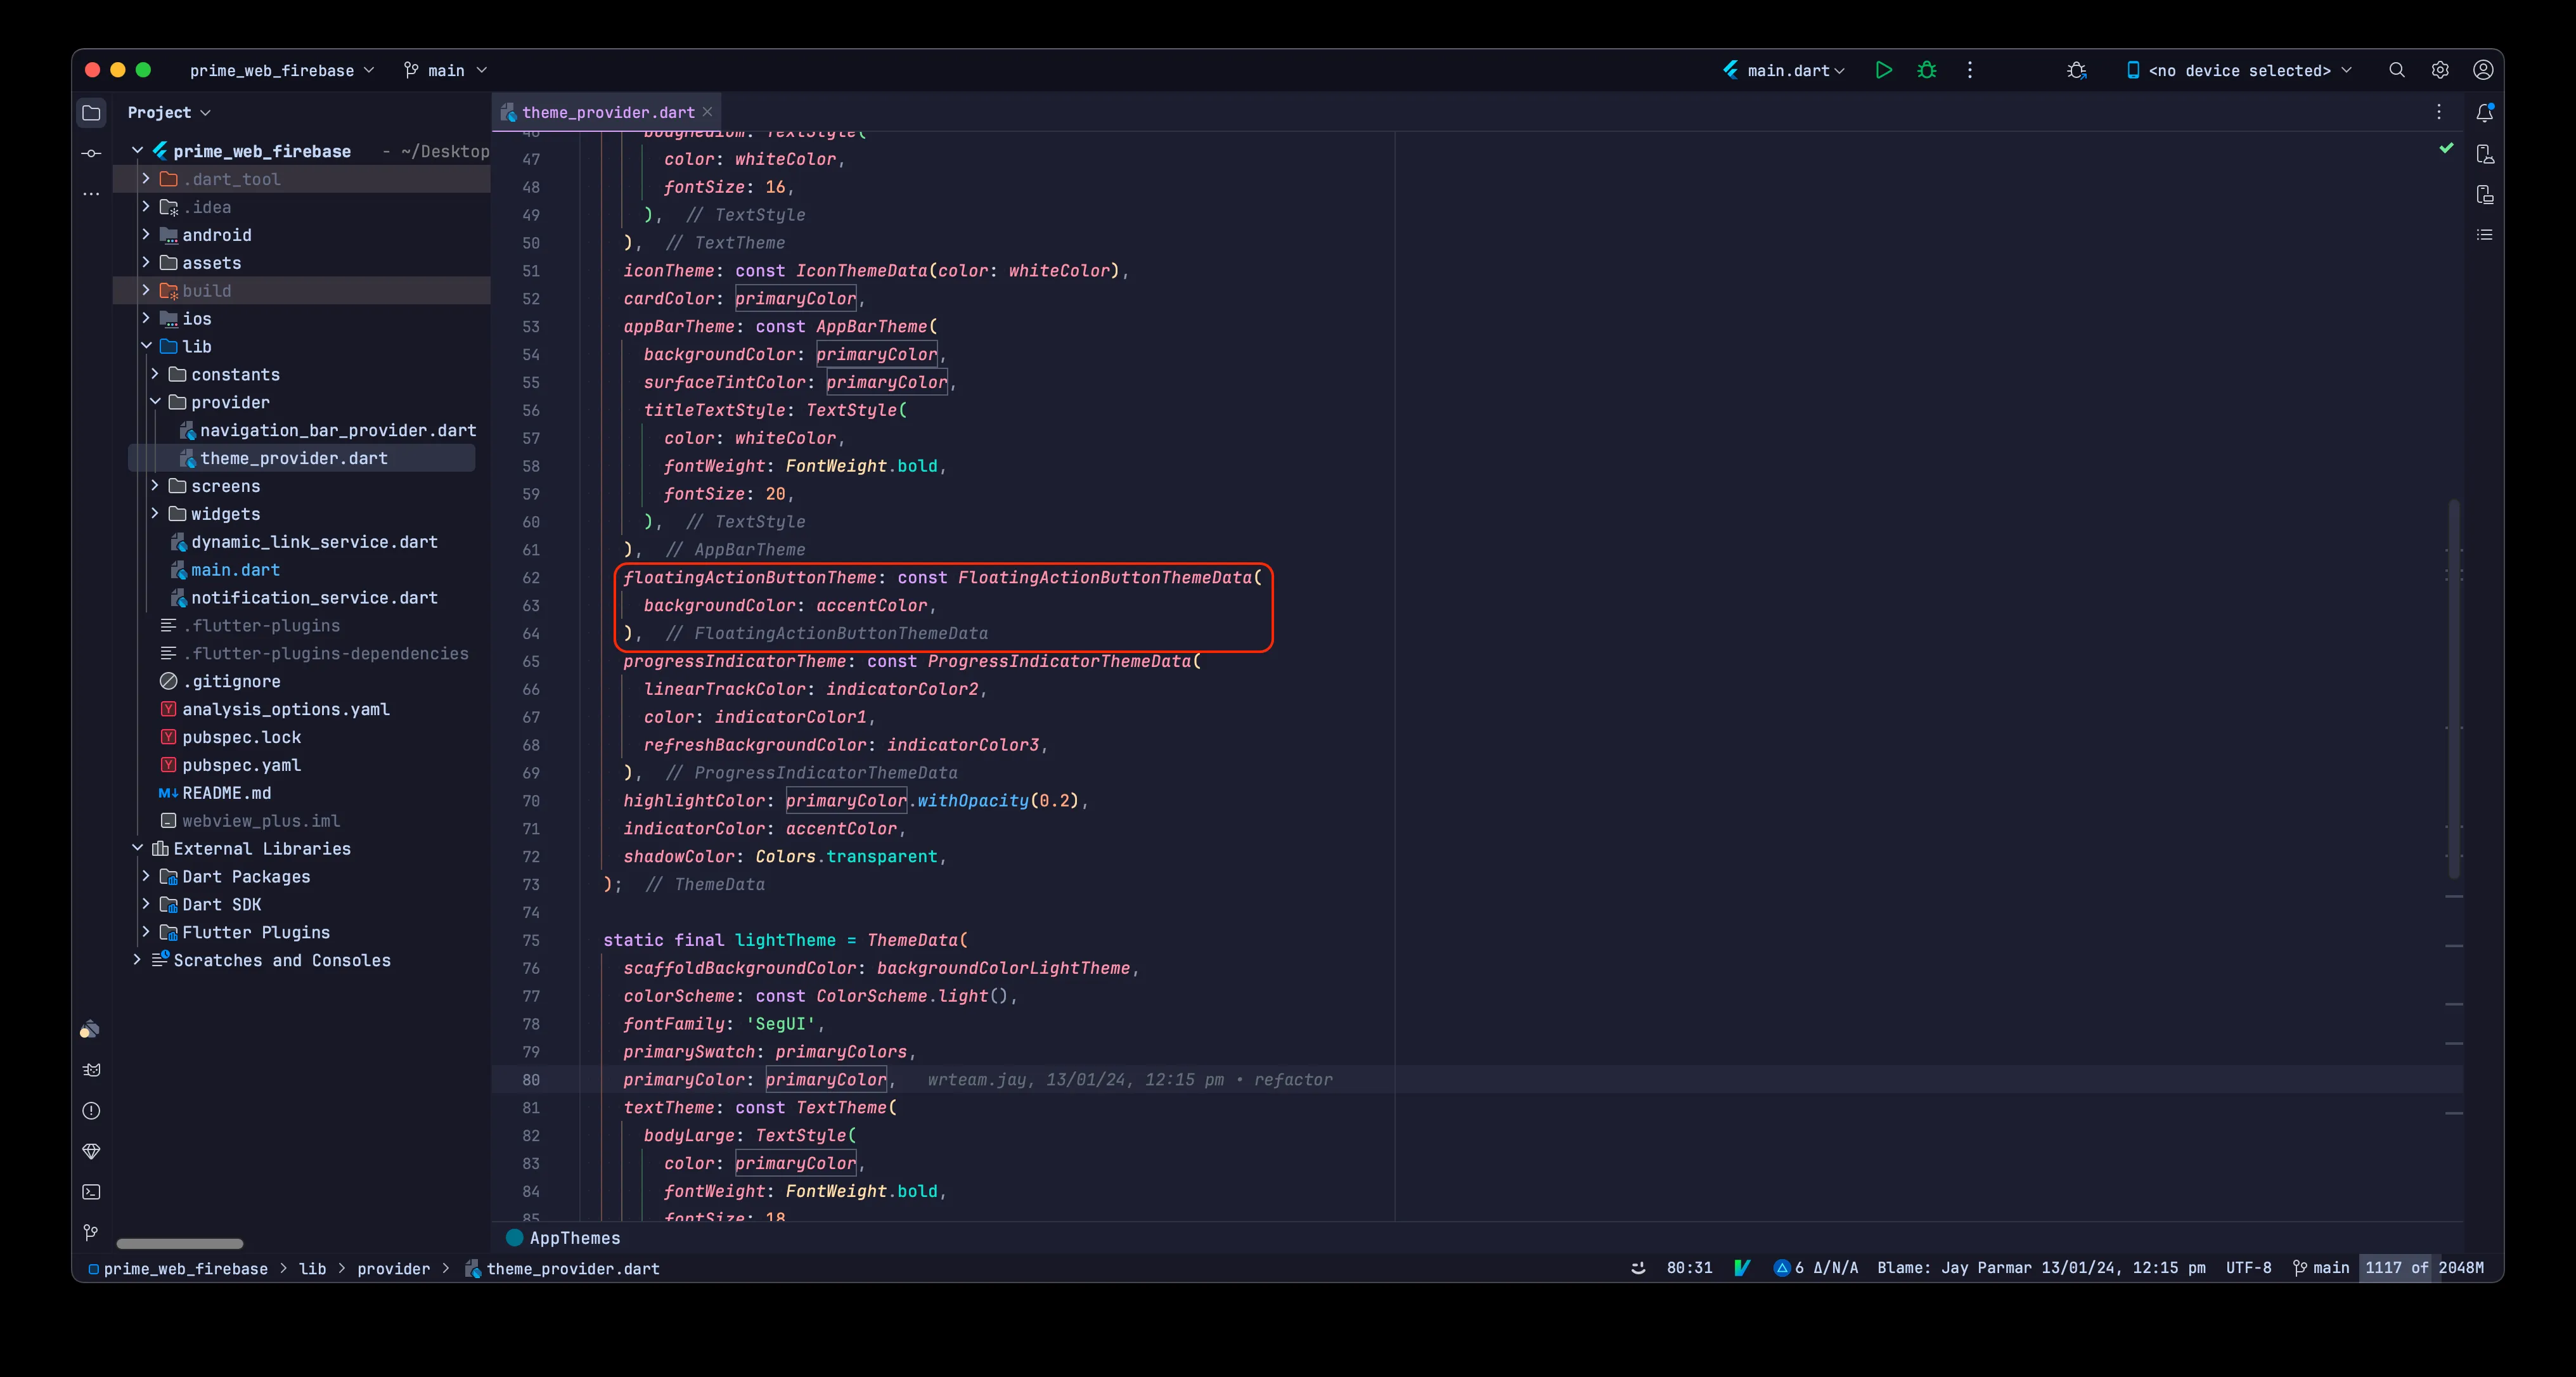 prime_web_firebase
main
main.dart
<no device selected>
Project
theme_provider.dart
prime_web_firebase - ~/Desktop
.dart_tool
.idea
android
assets
build
ios
lib
constants
provider
navigation_bar_provider.dart
theme_provider.dart
screens
widgets
dynamic_link_service.dart
main.dart
notification_service.dart
.flutter-plugins
.flutter-plugins-dependencies
.gitignore
analysis_options.yaml
pubspec.lock
pubspec.yaml
README.md
webview_plus.iml
External Libraries
Dart Packages
Dart SDK
Flutter Plugins
Scratches and Consoles
46 bodyMedium: TextStyle(
47 color: whiteColor,
48 fontSize: 16,
49 ), // TextStyle
50 ), // TextTheme
51 iconTheme: const IconThemeData(color: whiteColor),
52 cardColor: primaryColor,
53 appBarTheme: const AppBarTheme(
54 backgroundColor: primaryColor,
55 surfaceTintColor: primaryColor,
56 titleTextStyle: TextStyle(
57 color: whiteColor,
58 fontWeight: FontWeight.bold,
59 fontSize: 20,
60 ), // TextStyle
61 ), // AppBarTheme
62 floatingActionButtonTheme: const FloatingActionButtonThemeData(
63 backgroundColor: accentColor,
64 ), // FloatingActionButtonThemeData
65 progressIndicatorTheme: const ProgressIndicatorThemeData(
66 linearTrackColor: indicatorColor2,
67 color: indicatorColor1,
68 refreshBackgroundColor: indicatorColor3,
69 ), // ProgressIndicatorThemeData
70 highlightColor: primaryColor.withOpacity(0.2),
71 indicatorColor: accentColor,
72 shadowColor: Colors.transparent,
73 ); // ThemeData
74
75 static final lightTheme = ThemeData(
76 scaffoldBackgroundColor: backgroundColorLightTheme,
77 colorScheme: const ColorScheme.light(),
78 fontFamily: 'SegUI',
79 primarySwatch: primaryColors,
80 primaryColor: primaryColor, wrteam.jay, 13/01/24, 12:15 pm • refactor
81 textTheme: const TextTheme(
82 bodyLarge: TextStyle(
83 color: primaryColor,
84 fontWeight: FontWeight.bold,
85 fontSize: 18
AppThemes
prime_web_firebase > lib > provider > theme_provider.dart
80:31
6 Δ/N/A
Blame: Jay Parmar 13/01/24, 12:15 pm
UTF-8
main
1117 of 2048M